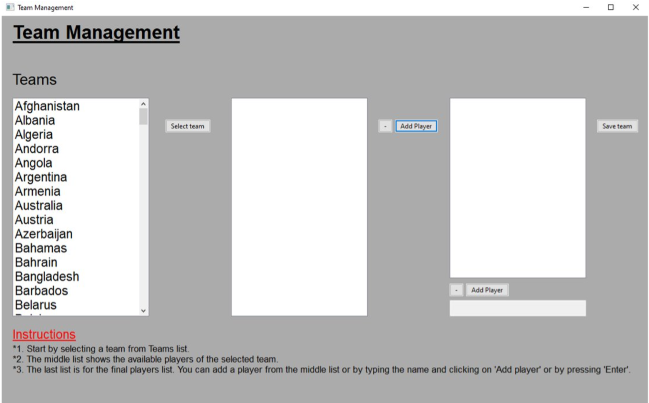 Team Management
Team Management
Teams
Afghanistan
Albania
Algeria
Andorra
Angola
Argentina
Armenia
Australia
Austria
Azerbaijan
Bahamas
Bahrain
Bangladesh
Barbados
Belarus
Select team
- Add Player
Save team
- Add Player
Instructions
*1. Start by selecting a team from Teams list.
*2. The middle list shows the available players of the selected team.
*3. The last list is for the final players list. You can add a player from the middle list or by typing the name and clicking on 'Add player' or by pressing 'Enter'.